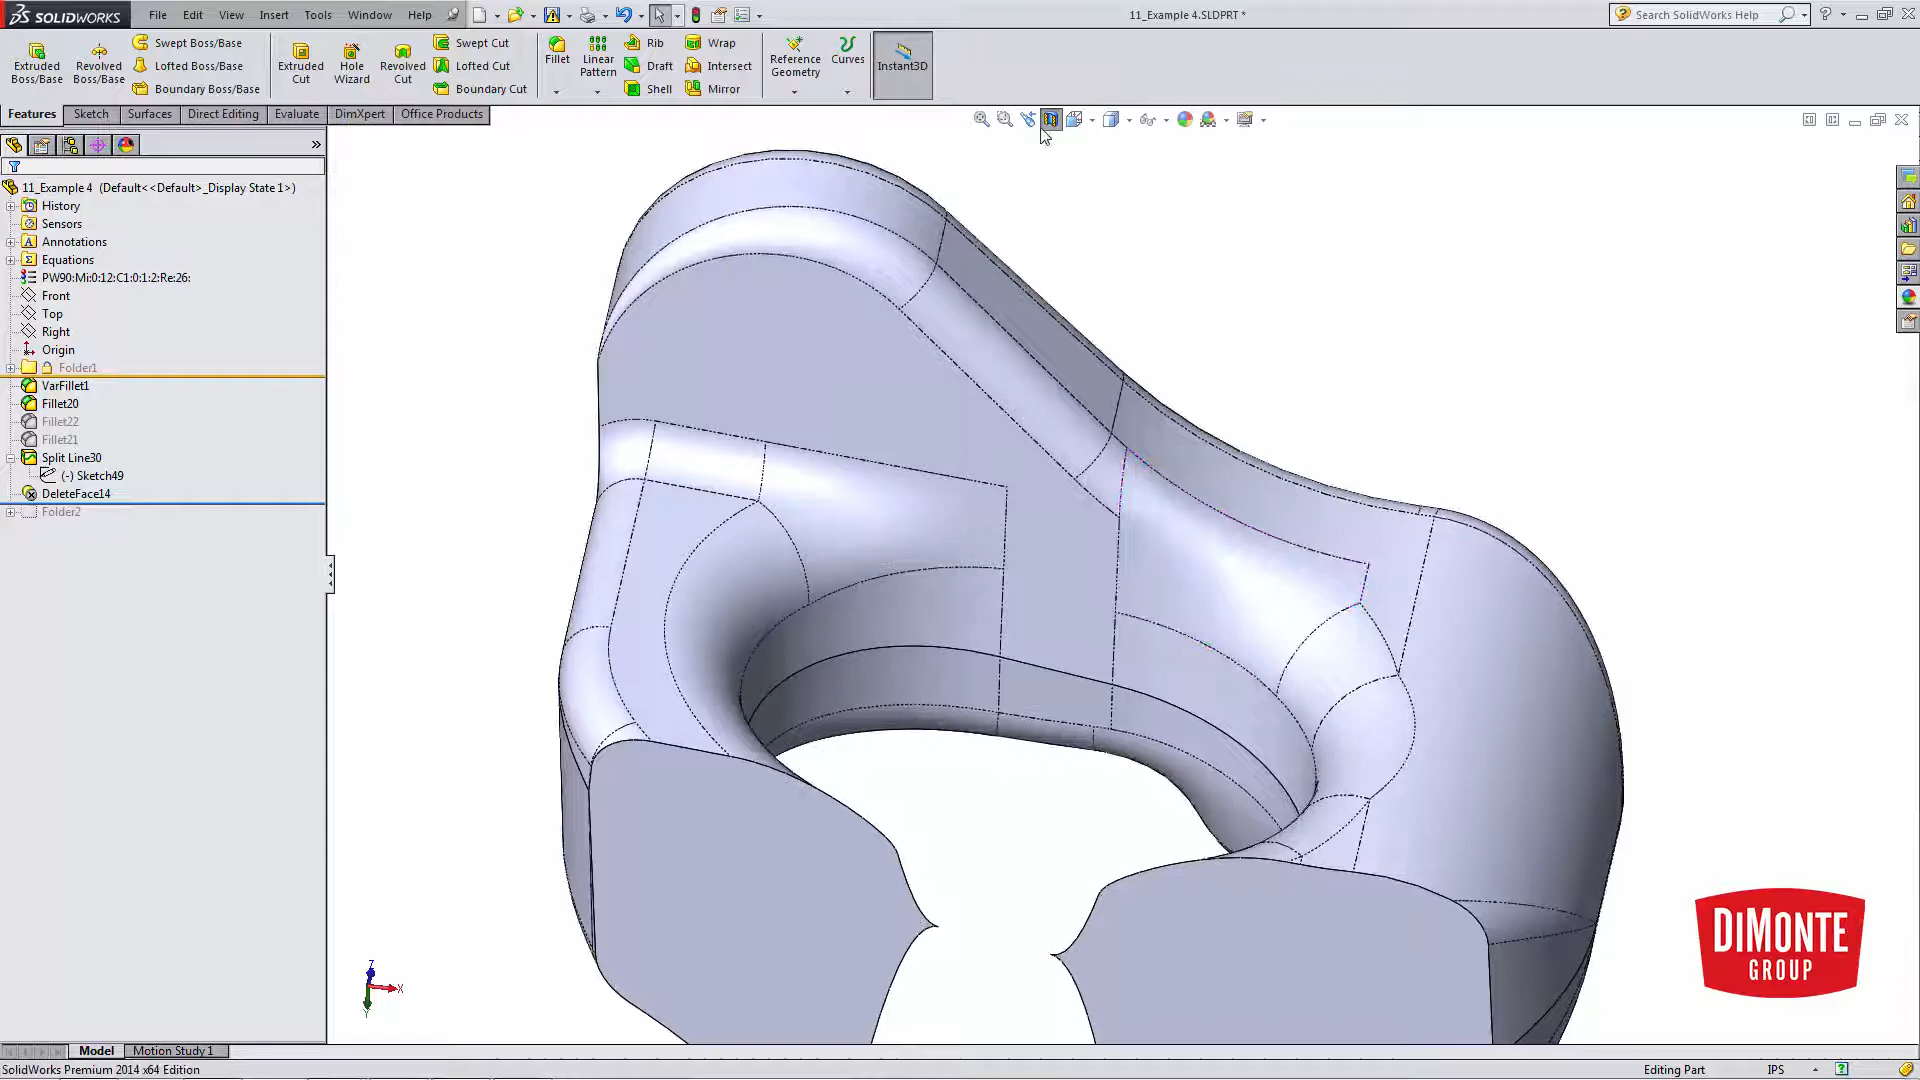 SOLIDWORKS
File Edit View Insert Tools Window Help
11_Example 4.SLDPRT *
Search SolidWorks Help
Extruded Boss/Base
Revolved Boss/Base
Swept Boss/Base
Lofted Boss/Base
Boundary Boss/Base
Extruded Cut
Hole Wizard
Revolved Cut
Swept Cut
Lofted Cut
Boundary Cut
Fillet
Linear Pattern
Rib
Draft
Shell
Wrap
Intersect
Mirror
Reference Geometry
Curves
Instant3D
Features Sketch Surfaces Direct Editing Evaluate DimXpert Office Products
11_Example 4 (Default<<Default>_Display State 1>)
History
Sensors
Annotations
Equations
PW90:Mi:0:12:C1:0:1:2:Re:26:
Front
Top
Right
Origin
Folder1
VarFillet1
Fillet20
Fillet22
Fillet21
Split Line30
(-) Sketch49
DeleteFace14
Folder2
DiMONTE
GROUP
Z
X
Y
Model Motion Study 1
SolidWorks Premium 2014 x64 Edition
Editing Part
IPS